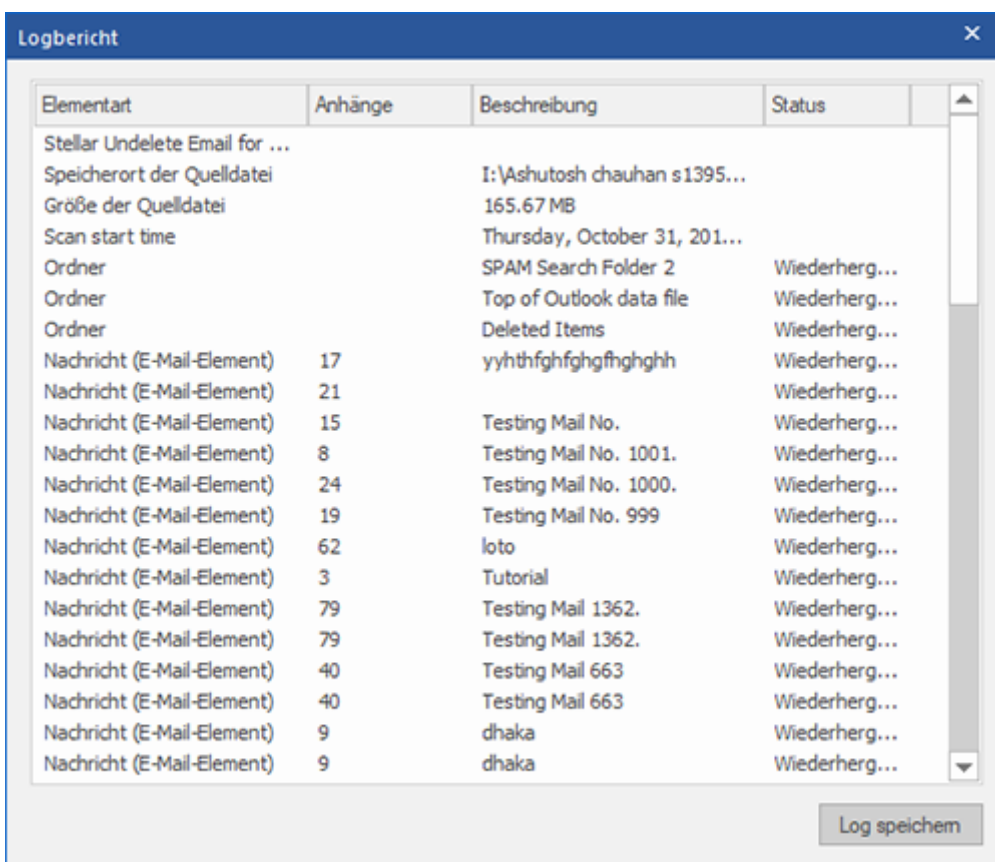 Logbericht
Elementart Anhänge Beschreibung Status
Stellar Undelete Email for ...
Speicherort der Quelldatei I:\Ashutosh chauhan s1395...
Größe der Quelldatei 165.67 MB
Scan start time Thursday, October 31, 201...
Ordner SPAM Search Folder 2 Wiederherg...
Ordner Top of Outlook data file Wiederherg...
Ordner Deleted Items Wiederherg...
Nachricht (E-Mail-Element) 17 yyhthfghfghgfhghghh Wiederherg...
Nachricht (E-Mail-Element) 21 Wiederherg...
Nachricht (E-Mail-Element) 15 Testing Mail No. Wiederherg...
Nachricht (E-Mail-Element) 8 Testing Mail No. 1001. Wiederherg...
Nachricht (E-Mail-Element) 24 Testing Mail No. 1000. Wiederherg...
Nachricht (E-Mail-Element) 19 Testing Mail No. 999 Wiederherg...
Nachricht (E-Mail-Element) 62 loto Wiederherg...
Nachricht (E-Mail-Element) 3 Tutorial Wiederherg...
Nachricht (E-Mail-Element) 79 Testing Mail 1362. Wiederherg...
Nachricht (E-Mail-Element) 79 Testing Mail 1362. Wiederherg...
Nachricht (E-Mail-Element) 40 Testing Mail 663 Wiederherg...
Nachricht (E-Mail-Element) 40 Testing Mail 663 Wiederherg...
Nachricht (E-Mail-Element) 9 dhaka Wiederherg...
Nachricht (E-Mail-Element) 9 dhaka Wiederherg...
Log speichern